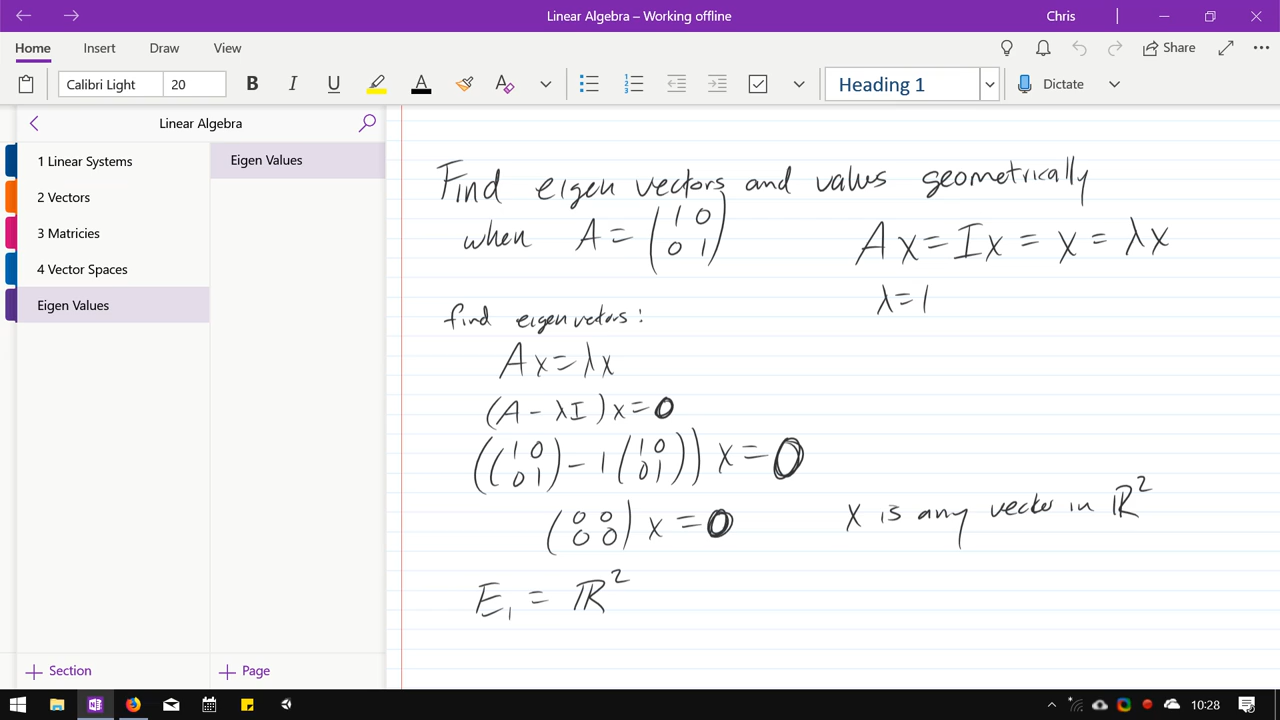 Linear Algebra – Working offline
Chris
Home Insert Draw View
Share
Calibri Light 20 B I U A A
Heading 1
Dictate
Linear Algebra
1 Linear Systems
2 Vectors
3 Matricies
4 Vector Spaces
Eigen Values
Eigen Values
+ Section
+ Page
Find eigen vectors and values geometrically
when A = (1 0
0 1)
Ax = Ix = x = λx
λ = 1
find eigenvectors:
Ax = λx
(A - λI)x = 0
((1 0
0 1) - 1(1 0
0 1))x = 0
(0 0
0 0)x = 0
x is any vector in ℝ²
E₁ = ℝ²
10:28